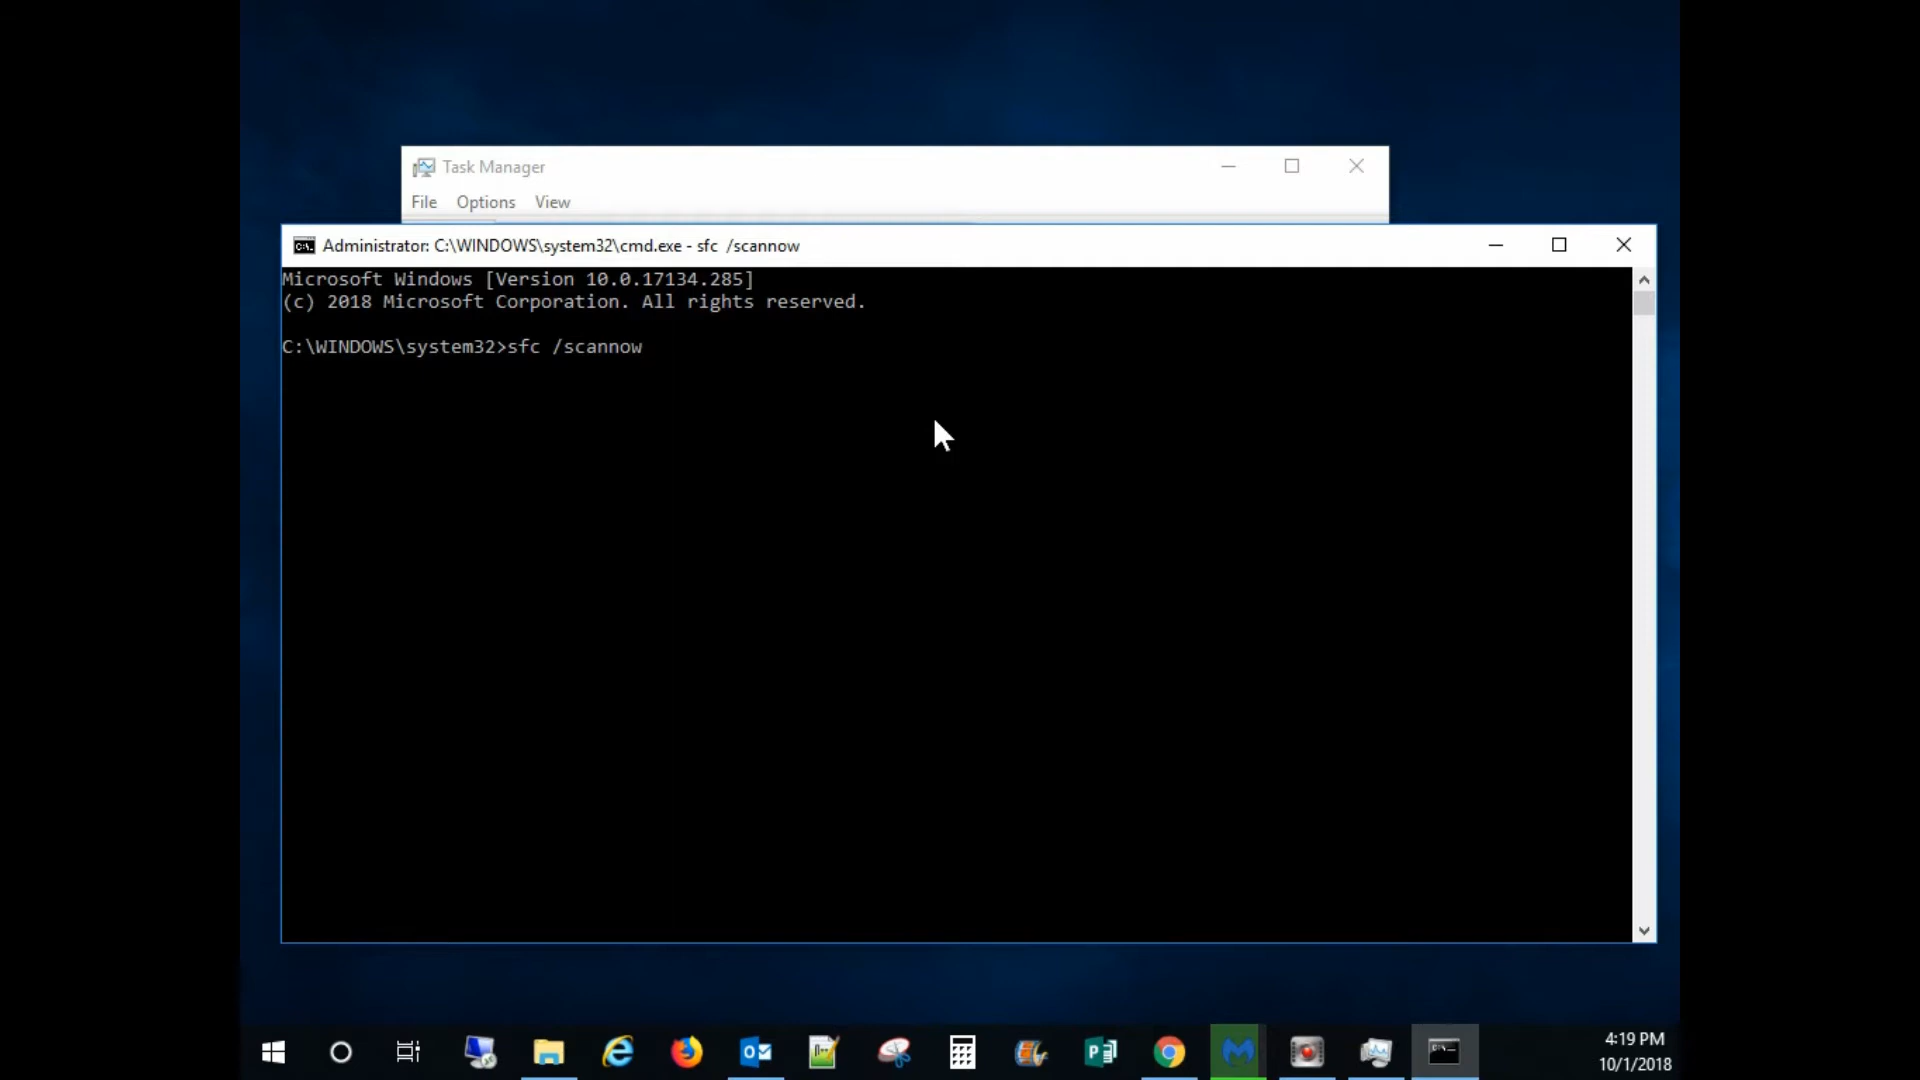 Task Manager
File Options View
Administrator: C:\WINDOWS\system32\cmd.exe - sfc /scannow
Microsoft Windows [Version 10.0.17134.285]
(c) 2018 Microsoft Corporation. All rights reserved.
C:\WINDOWS\system32>sfc /scannow
4:19 PM
10/1/2018